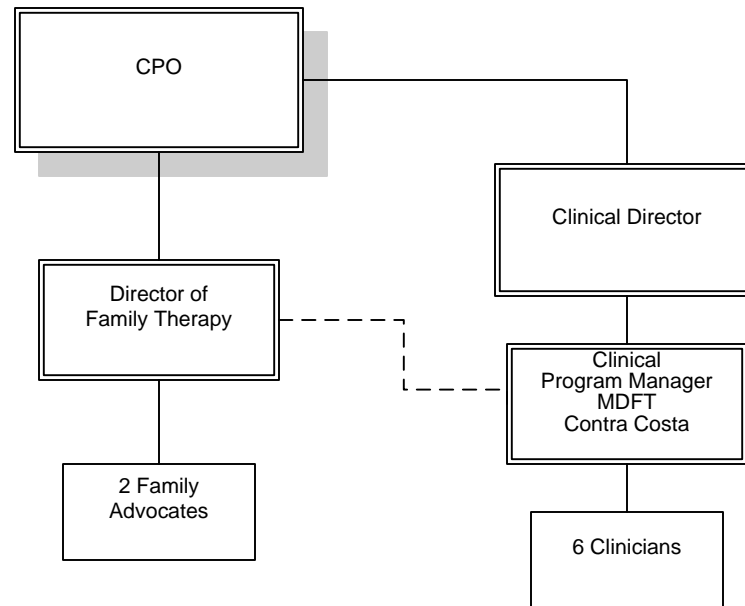 CPO
Clinical Director
Director of
Family Therapy
Clinical
Program Manager
MDFT
Contra Costa
2 Family
Advocates
6 Clinicians